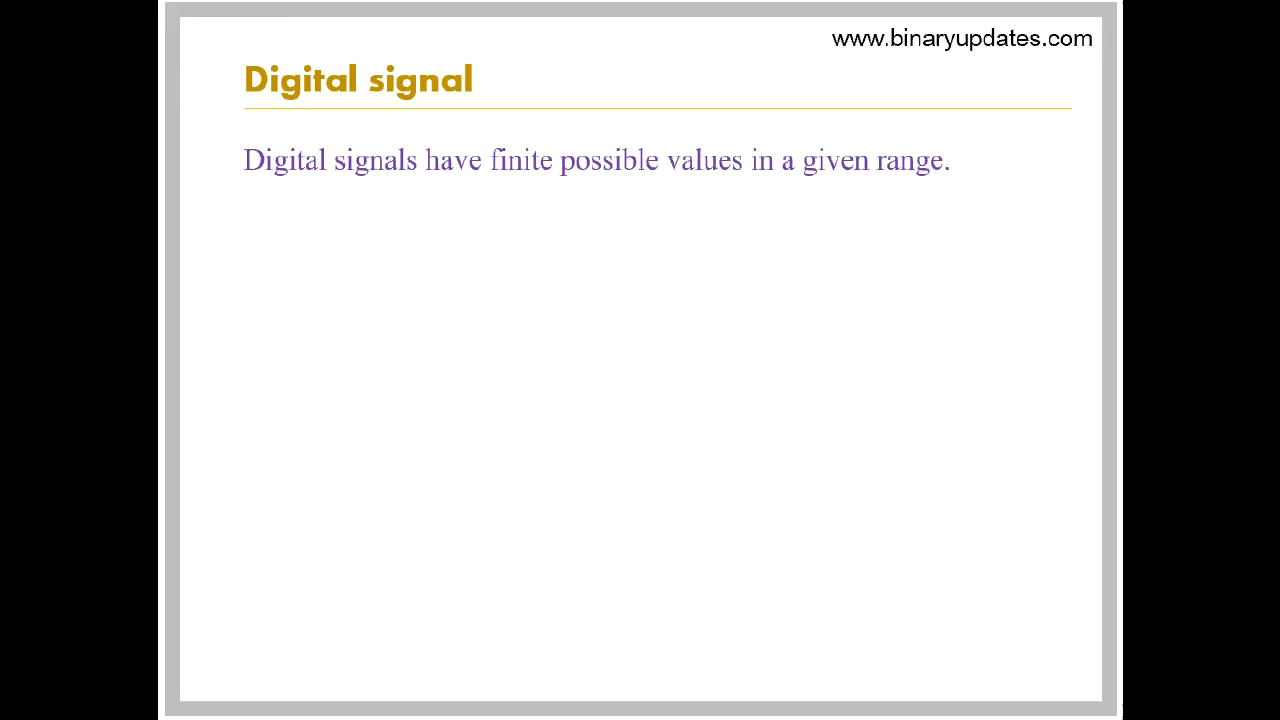 www.binaryupdates.com
Digital signal
Digital signals have finite possible values in a given range.